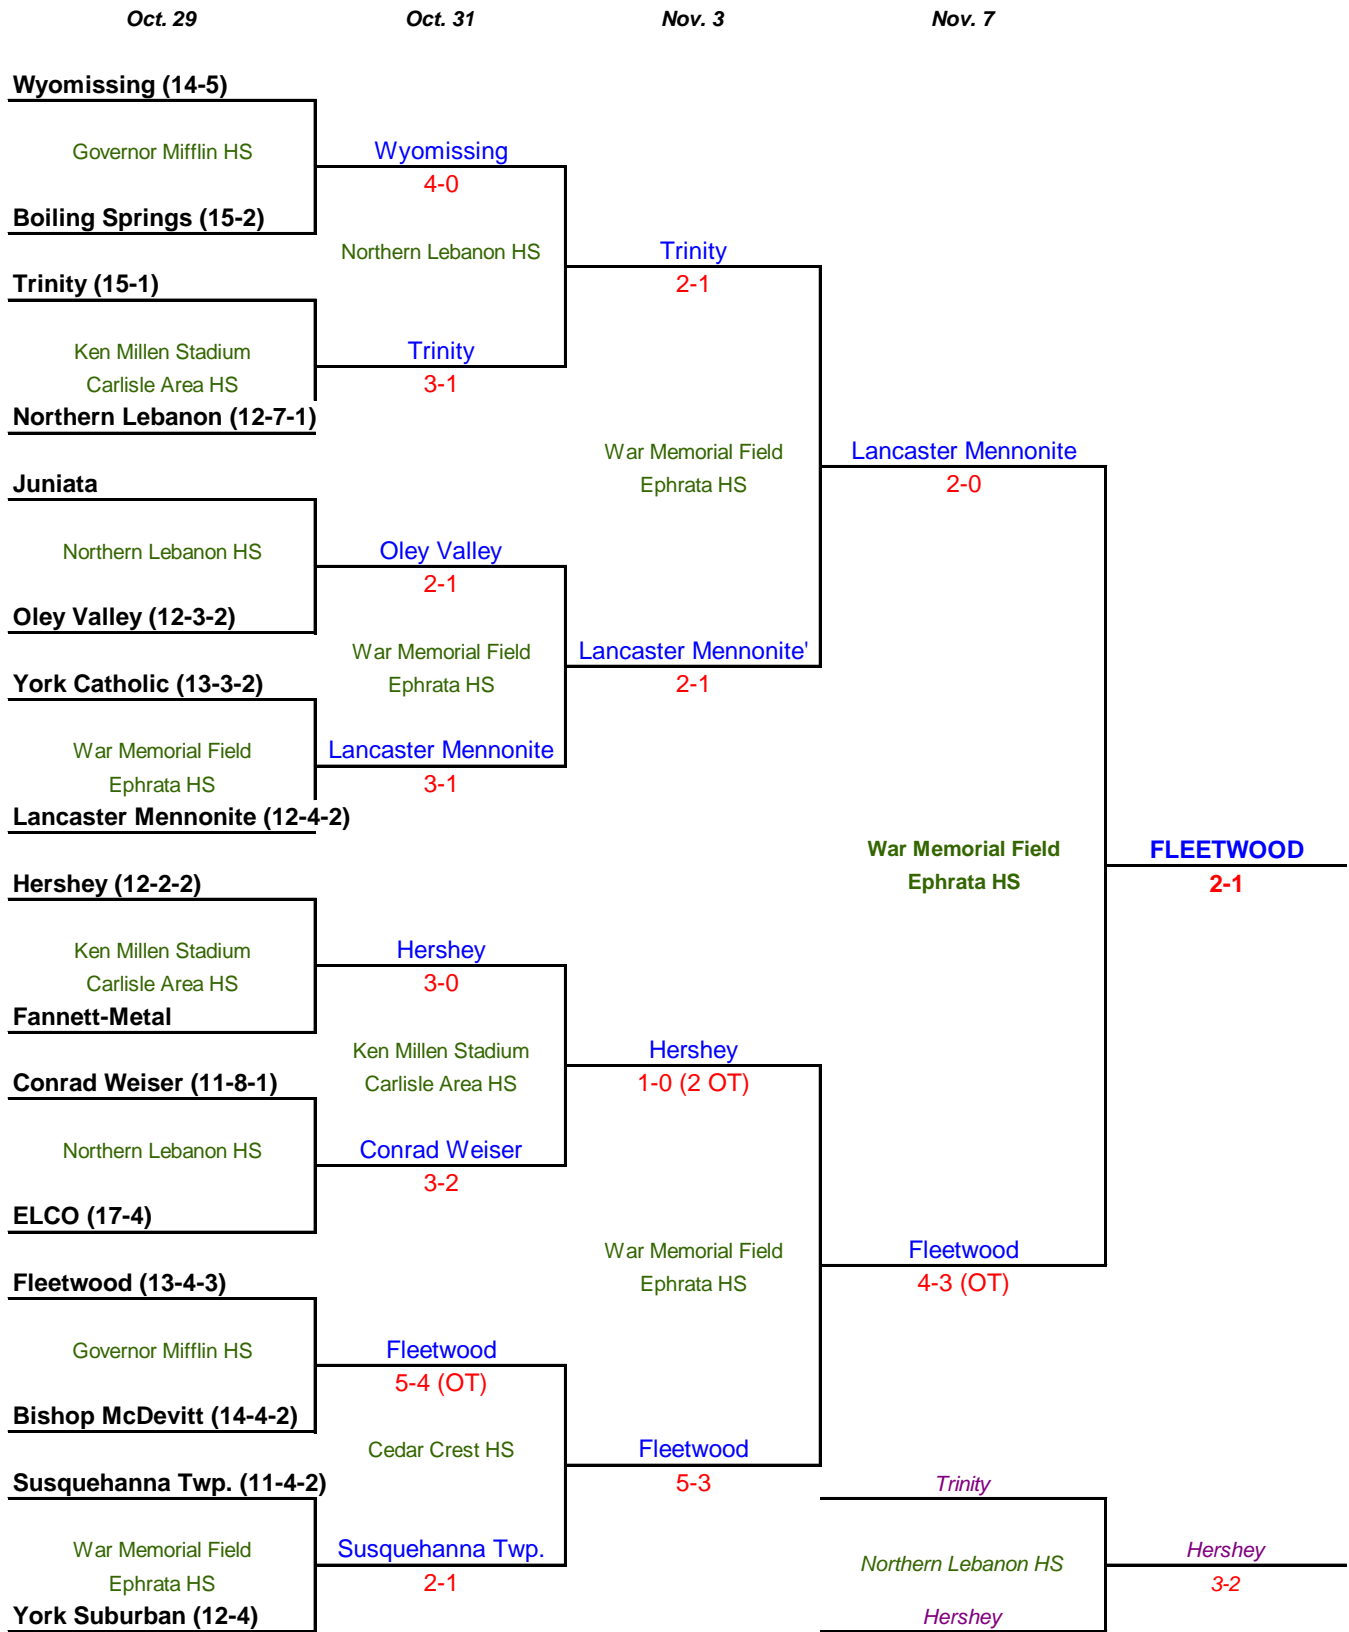 Oct. 29 Oct. 31 Nov. 3 Nov. 7
Wyomissing (14-5)
Governor Mifflin HS
Wyomissing
4-0
Boiling Springs (15-2)
Northern Lebanon HS
Trinity
2-1
Trinity (15-1)
Ken Millen Stadium
Carlisle Area HS
Trinity
3-1
Northern Lebanon (12-7-1)
War Memorial Field
Ephrata HS
Lancaster Mennonite
2-0
Juniata
Northern Lebanon HS
Oley Valley
2-1
Oley Valley (12-3-2)
War Memorial Field
Ephrata HS
Lancaster Mennonite'
2-1
York Catholic (13-3-2)
War Memorial Field
Ephrata HS
Lancaster Mennonite
3-1
Lancaster Mennonite (12-4-2)
War Memorial Field
Ephrata HS
FLEETWOOD
2-1
Hershey (12-2-2)
Ken Millen Stadium
Carlisle Area HS
Hershey
3-0
Fannett-Metal
Ken Millen Stadium
Carlisle Area HS
Hershey
1-0 (2 OT)
Conrad Weiser (11-8-1)
Northern Lebanon HS
Conrad Weiser
3-2
ELCO (17-4)
War Memorial Field
Ephrata HS
Fleetwood
4-3 (OT)
Fleetwood (13-4-3)
Governor Mifflin HS
Fleetwood
5-4 (OT)
Bishop McDevitt (14-4-2)
Cedar Crest HS
Fleetwood
5-3
Susquehanna Twp. (11-4-2)
War Memorial Field
Ephrata HS
Susquehanna Twp.
2-1
York Suburban (12-4)
Trinity
Northern Lebanon HS
Hershey
3-2
Hershey